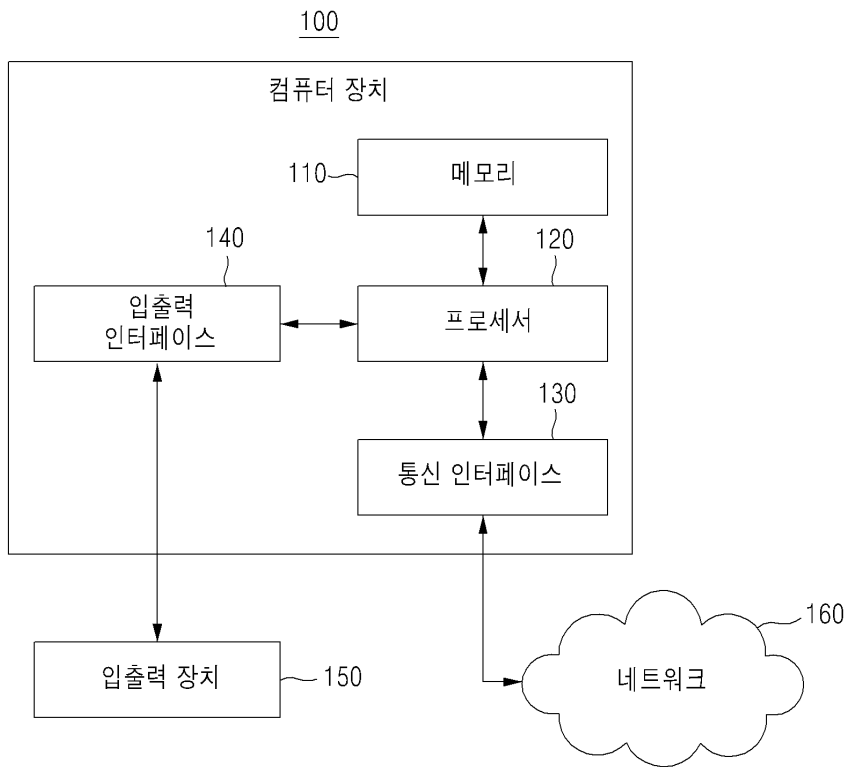 100
컴퓨터 장치
110
메모리
140
120
입출력
인터페이스
프로세서
130
통신 인터페이스
160
입출력 장치
150
네트워크